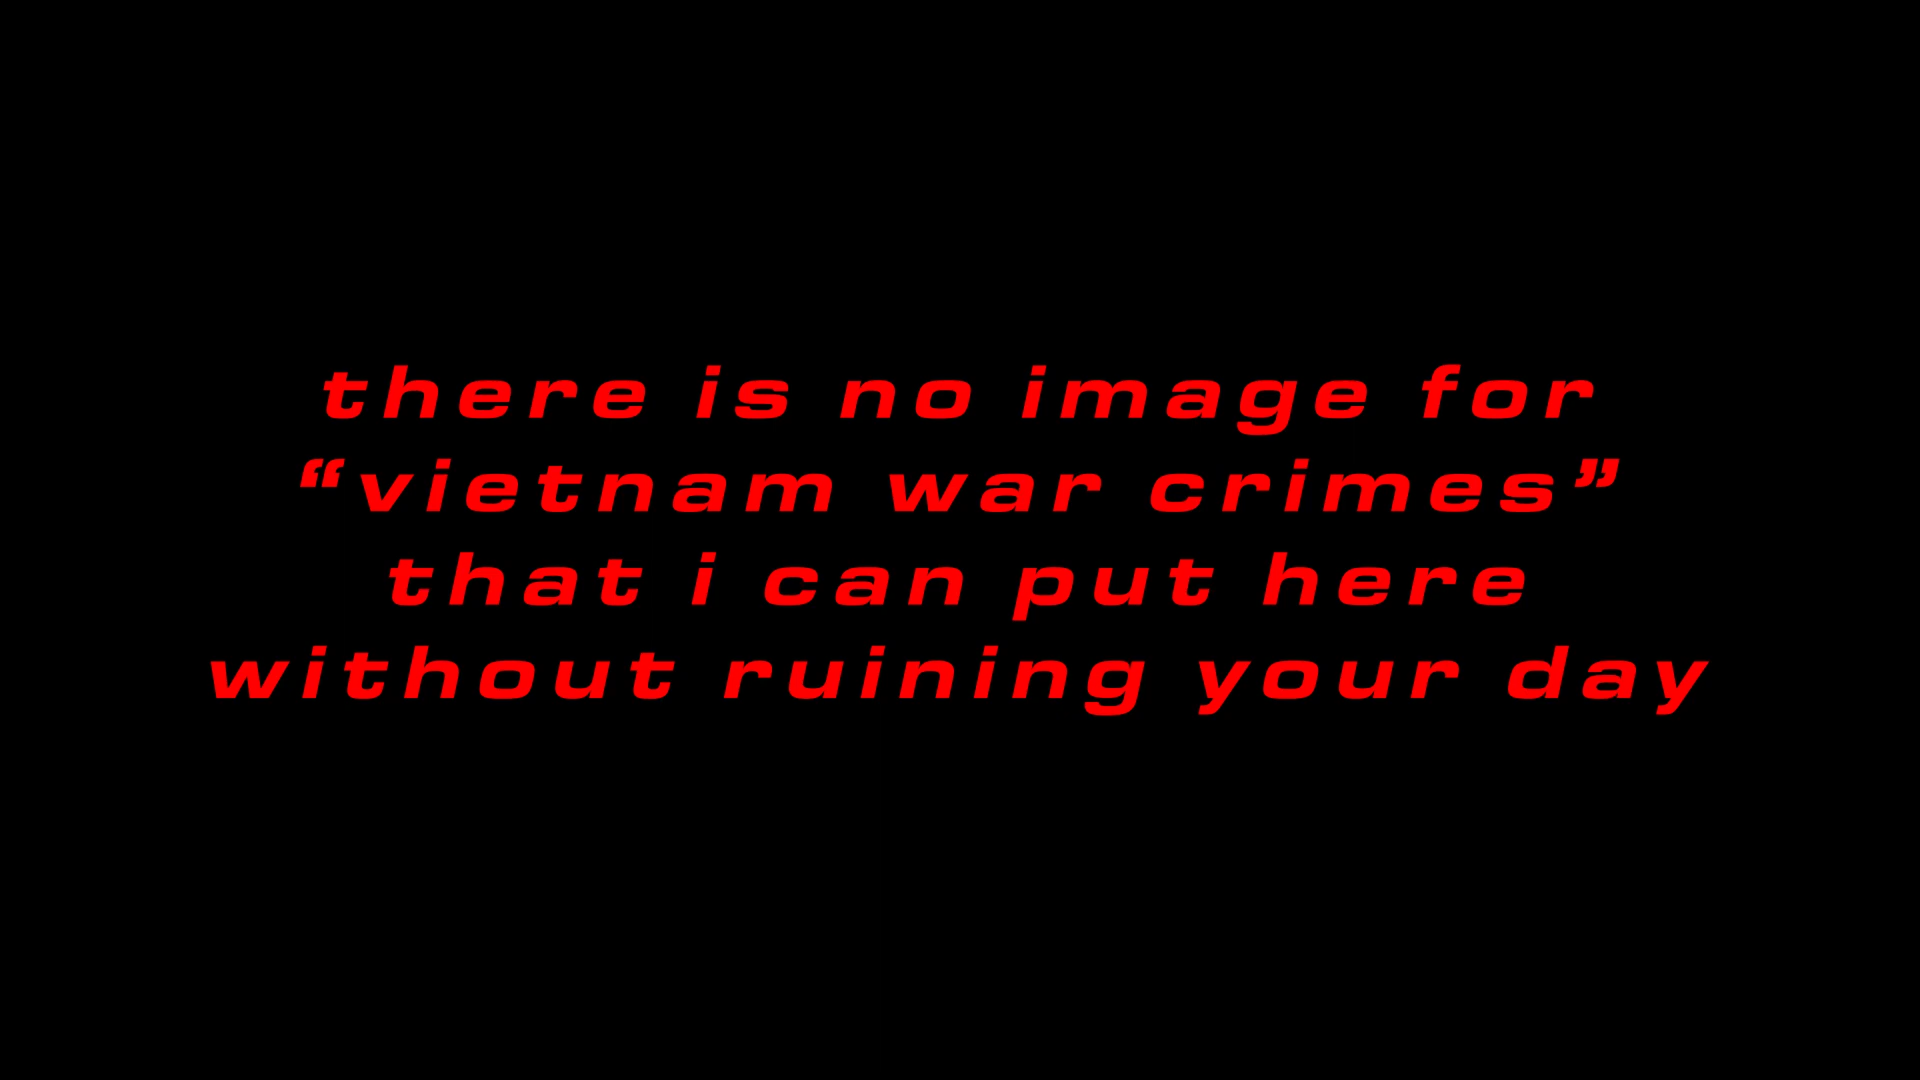 there is no image for
“vietnam war crimes”
that i can put here
without ruining your day